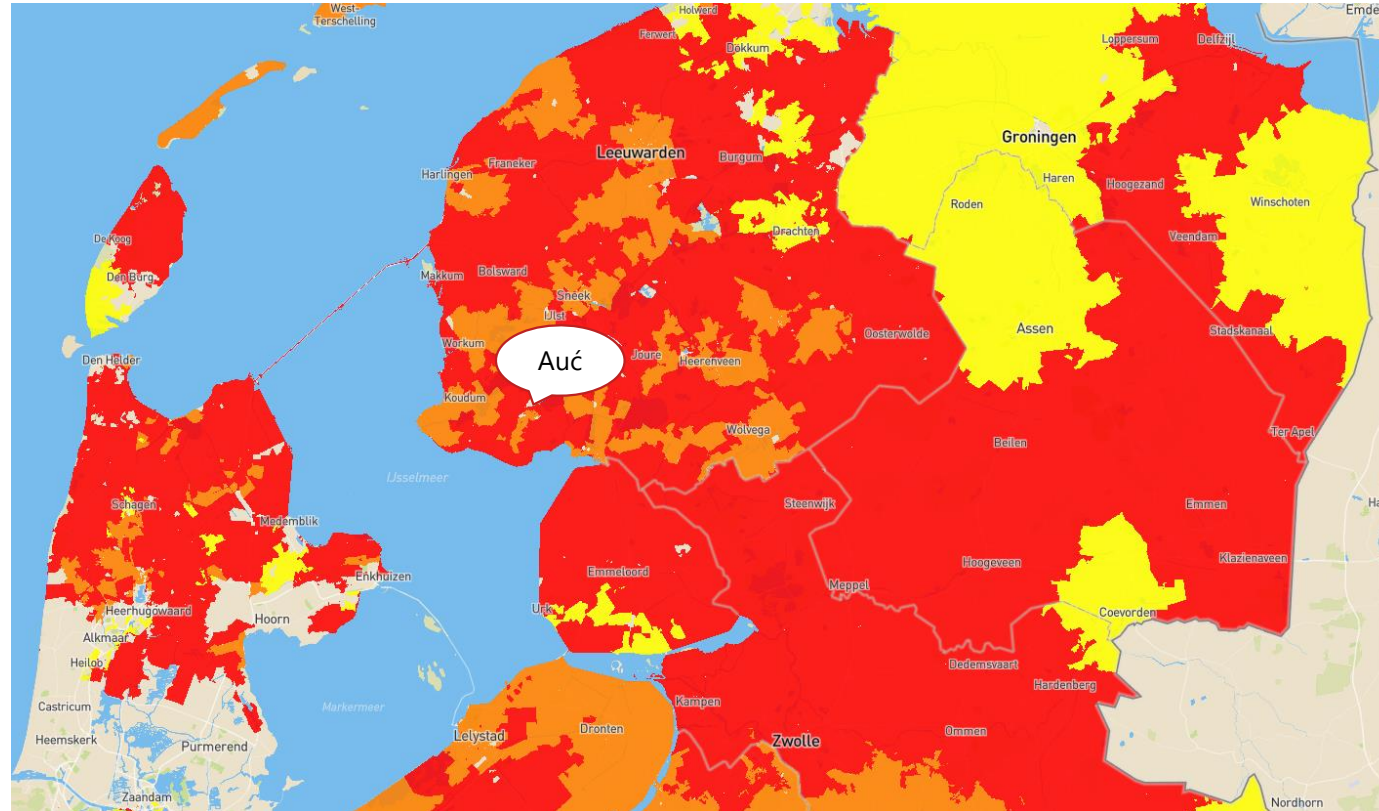 West-
Terschelling
Holwerd
Emde
Ferwert
Dokkum
Loppersum
Delfzijl
Groningen
Leeuwarden
Burgum
Franeker
Harlingen
Haren
Hoogezand
Roden
Winschoten
De Koog
Drachten
Veendam
Den Burg
Makkum
Bolsward
Sneek
IJlst
Assen
Stadskanaal
Oosterwolde
Workum
Auć
Joure
Heerenveen
Den Helder
Koudum
Wolvega
Ter Apel
Beilen
IJsselmeer
Schagen
Steenwijk
Emmen
Ha
Medemblik
Klazienaveen
Hoogeveen
Emmeloord
Enkhuizen
Meppel
Urk
Heerhugowaard
Hoorn
Coevorden
Alkmaar
Heilo
Dedemsvaart
Hardenberg
Kampen
Castricum
Markermeer
Lelystad
Dronten
Ommen
Heemskerk
Purmerend
Zwolle
Zaandam
Nordhorn